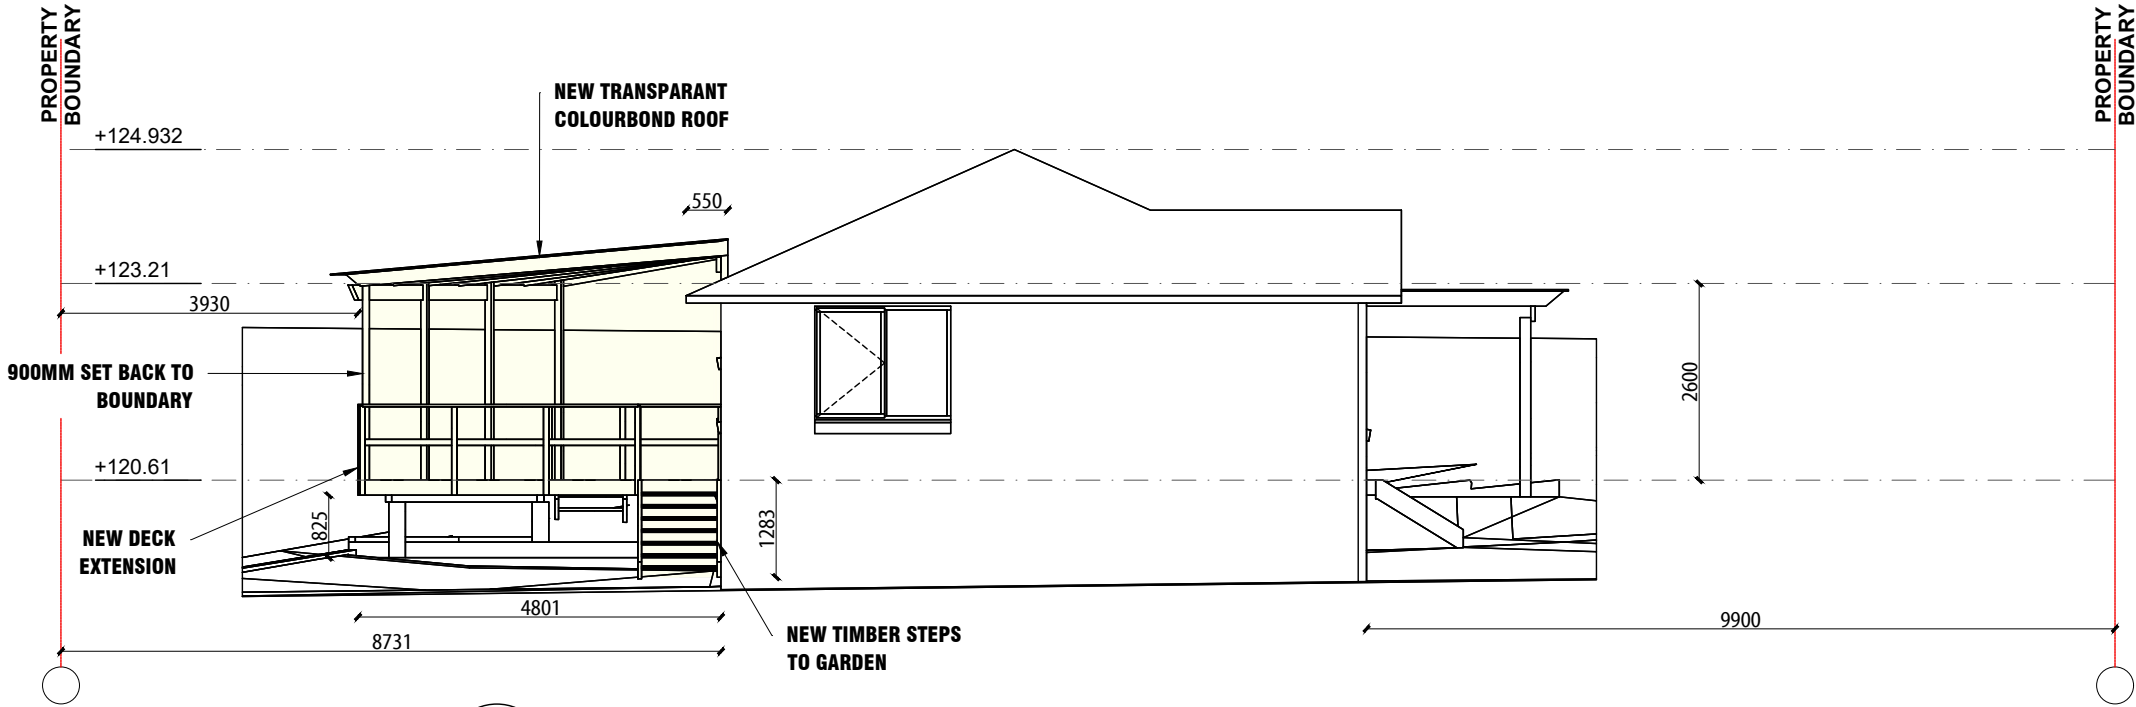 PROPERTY
BOUNDARY
PROPERTY
BOUNDARY
NEW TRANSPARANT
COLOURBOND ROOF
+124.932
550
+123.21
3930
900MM SET BACK TO
BOUNDARY
2600
+120.61
825
1283
NEW DECK
EXTENSION
4801
9900
NEW TIMBER STEPS
TO GARDEN
8731